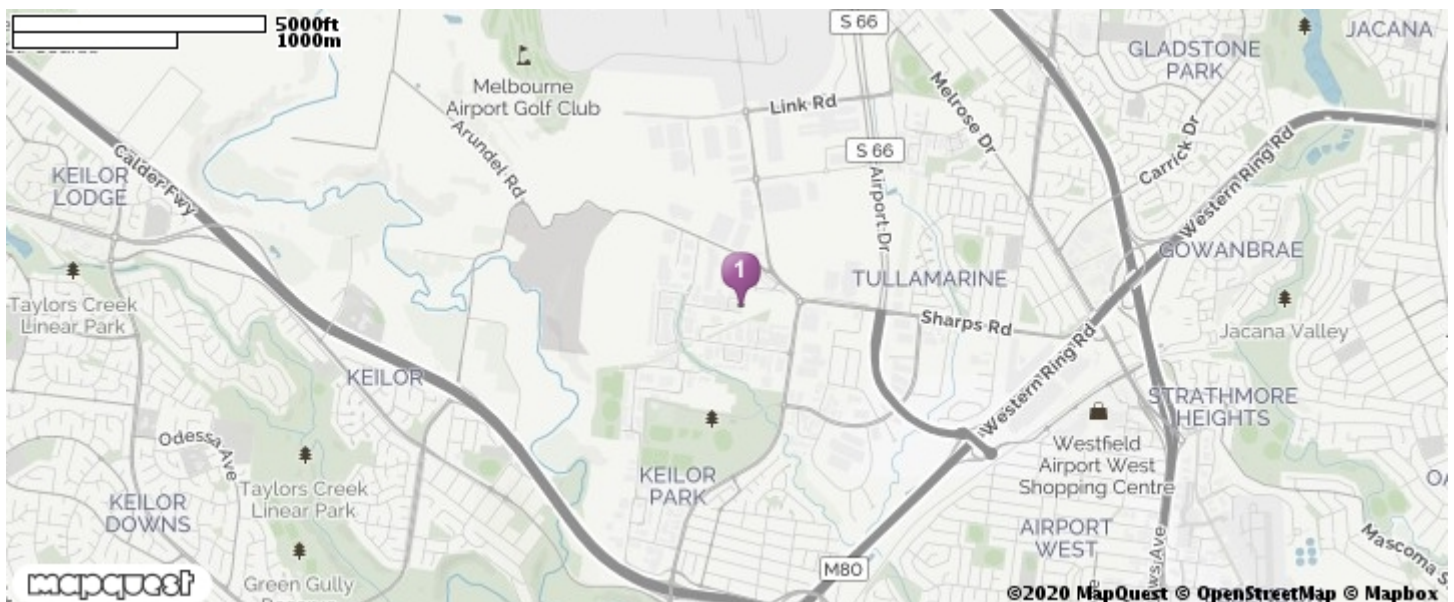 5000ft
1000m
S 66
JACANA
GLADSTONE
PARK
Melbourne
Airport Golf Club
Link Rd
Melrose Dr
Arundel Rd
S 66
Carrick Dr
Western Ring Rd
KEILOR
LODGE
Calder Fwy
Airport Dr
GOWANBRAE
1
TULLAMARINE
Taylors Creek
Linear Park
Sharps Rd
Jacana Valley
Western Ring Rd
KEILOR
STRATHMORE
HEIGHTS
Odessa Ave
Westfield
Airport West
Shopping Centre
KEILOR
PARK
Taylors Creek
Linear Park
KEILOR
DOWNS
AIRPORT
WEST
Mascoma S
M80
ws Ave
Green Gully
mapquest
©2020 MapQuest © OpenStreetMap © Mapbox